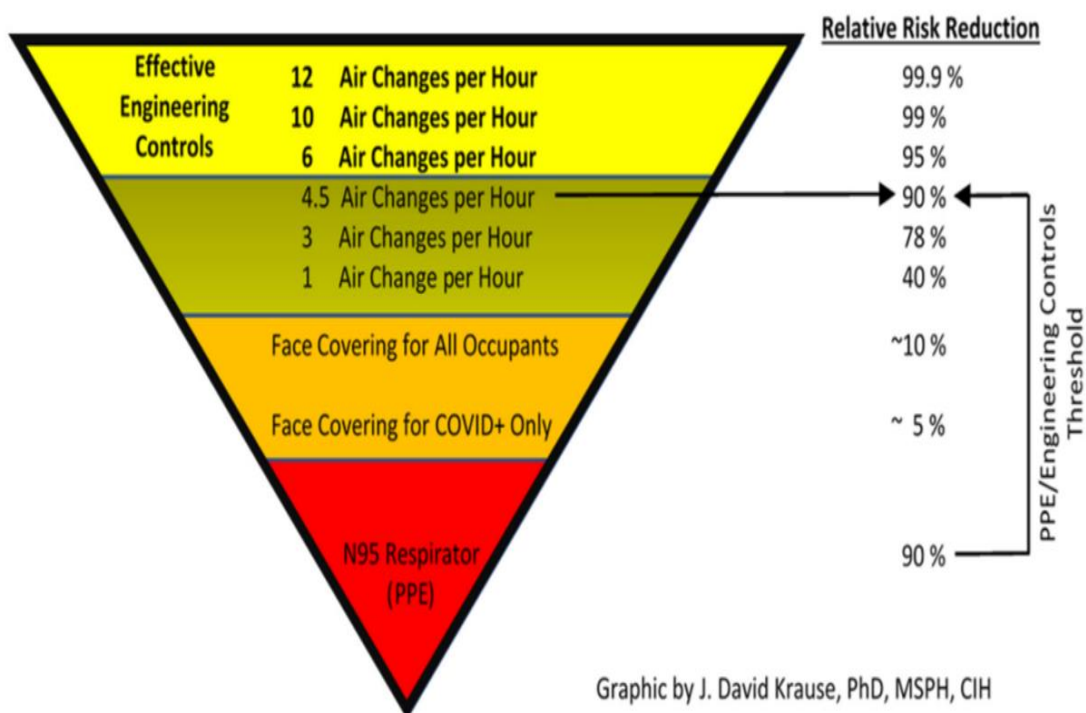 Relative Risk Reduction
Effective
Engineering
Controls
12 Air Changes per Hour 99.9 %
10 Air Changes per Hour 99 %
6 Air Changes per Hour 95 %
4.5 Air Changes per Hour 90 %
3 Air Changes per Hour 78 %
1 Air Change per Hour 40 %
Face Covering for All Occupants ~10 %
Face Covering for COVID+ Only ~ 5 %
N95 Respirator 90 %
(PPE)
PPE/Engineering Controls
Threshold
Graphic by J. David Krause, PhD, MSPH, CIH